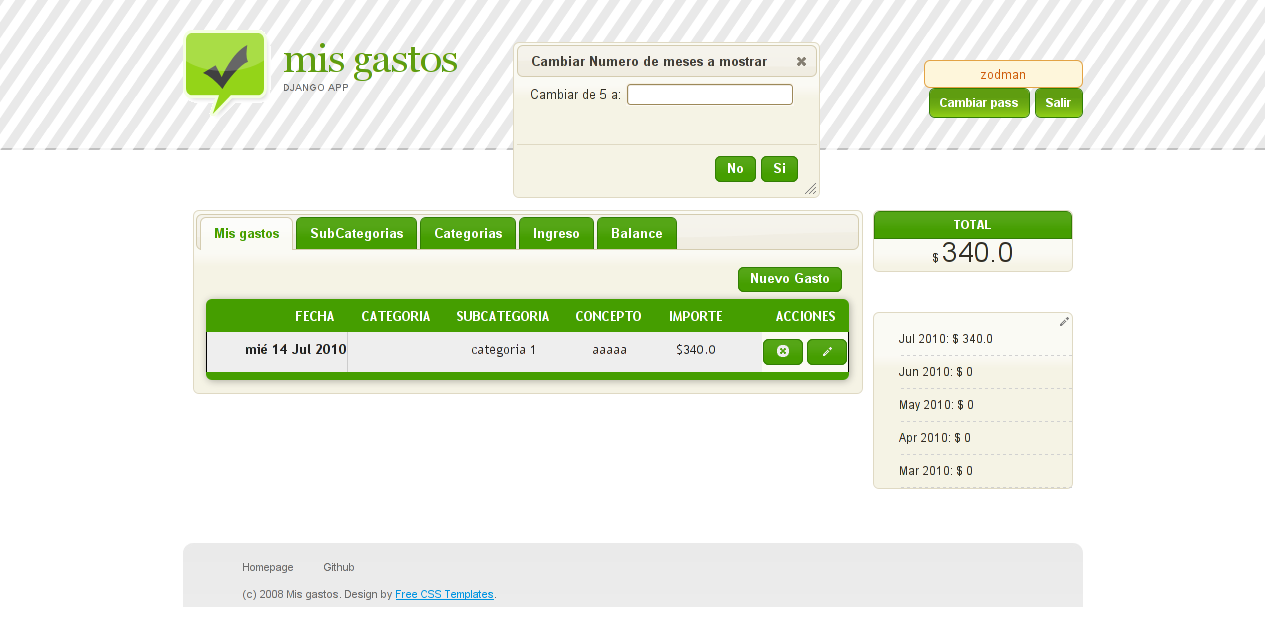 mis gastos
DJANGO APP
Cambiar Numero de meses a mostrar
Cambiar de 5 a:
No Si
zodman
Cambiar pass Salir
Mis gastos SubCategorias Categorias Ingreso Balance
Nuevo Gasto
FECHA CATEGORIA SUBCATEGORIA CONCEPTO IMPORTE ACCIONES
mié 14 Jul 2010 categoria 1 aaaaa $340.0
TOTAL
$ 340.0
Jul 2010: $ 340.0
Jun 2010: $ 0
May 2010: $ 0
Apr 2010: $ 0
Mar 2010: $ 0
Homepage Github
(c) 2008 Mis gastos. Design by Free CSS Templates.